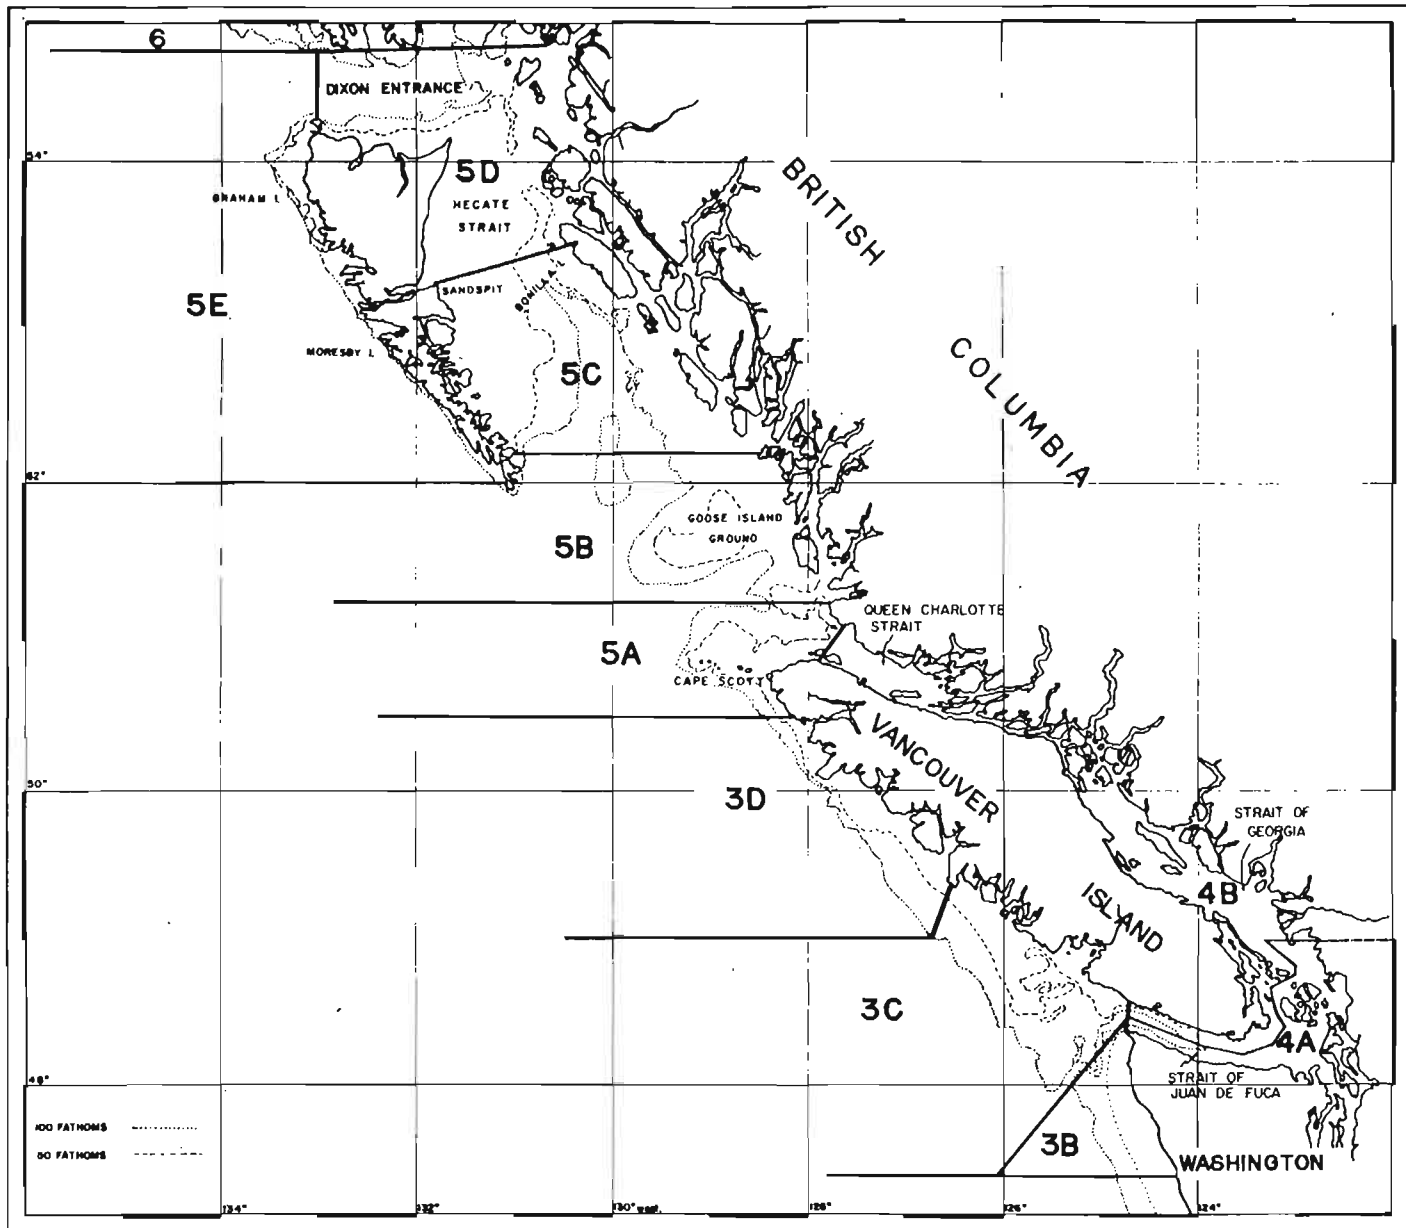 6
DIXON ENTRANCE
54°
5D
BRITISH
GRAHAM I.
HECATE
STRAIT
5E
SANDSPIT
BONILLA I.
MORESBY I.
5C
COLUMBIA
52°
GOOSE ISLAND
GROUND
5B
QUEEN CHARLOTTE
STRAIT
5A
CAPE SCOTT
VANCOUVER
50°
3D
STRAIT OF
GEORGIA
ISLAND
4B
3C
4A
STRAIT OF
JUAN DE FUCA
100 FATHOMS
50 FATHOMS
3B
WASHINGTON
134°
132°
130° west.
128°
126°
124°